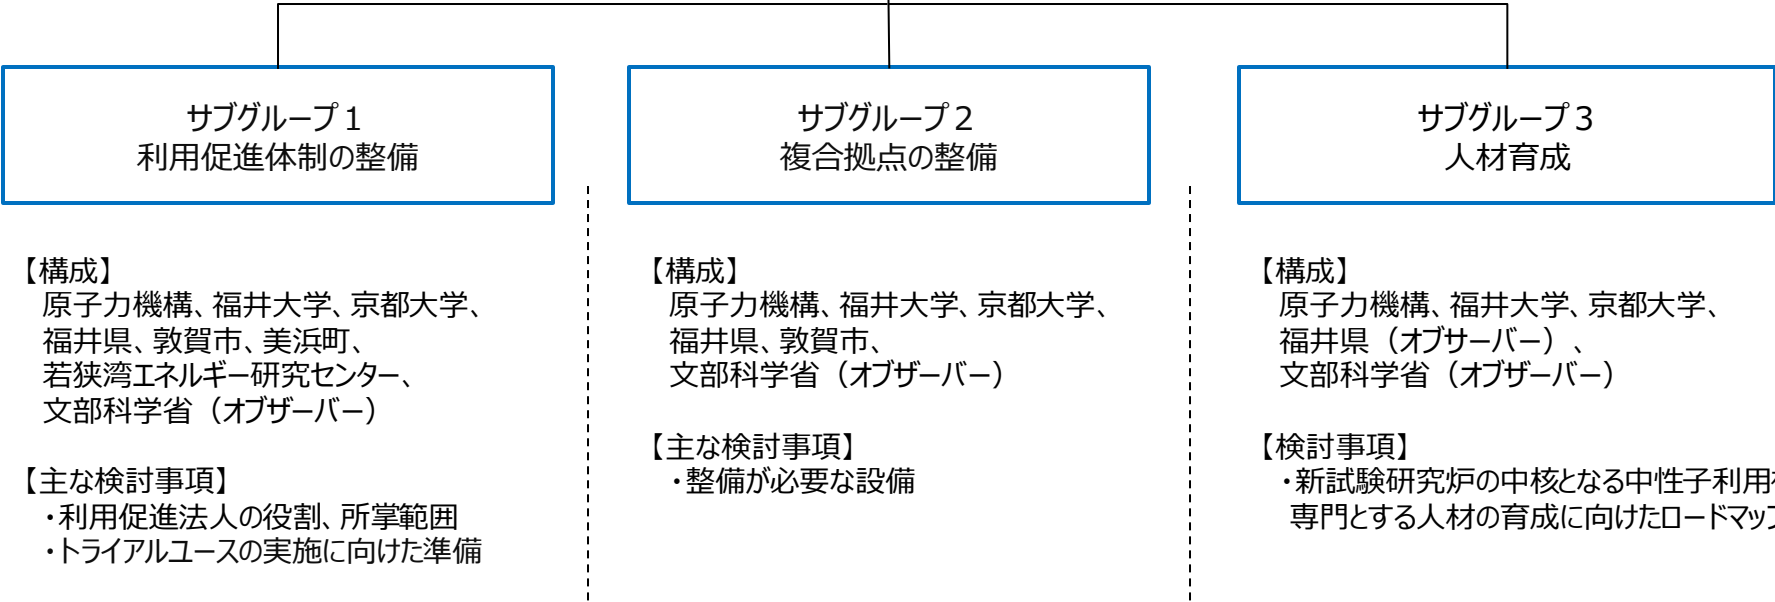 サブグループ１
利用促進体制の整備
【構成】
原子力機構、福井大学、京都大学、
福井県、敦賀市、美浜町、
若狭湾エネルギー研究センター、
文部科学省（オブザーバー）
【主な検討事項】
・利用促進法人の役割、所掌範囲
・トライアルユースの実施に向けた準備
サブグループ２
複合拠点の整備
【構成】
原子力機構、福井大学、京都大学、
福井県、敦賀市、
文部科学省（オブザーバー）
【主な検討事項】
・整備が必要な設備
サブグループ３
人材育成
【構成】
原子力機構、福井大学、京都大学、
福井県（オブサーバー）、
文部科学省（オブザーバー）
【検討事項】
・新試験研究炉の中核となる中性子利用
専門とする人材の育成に向けたロードマップ